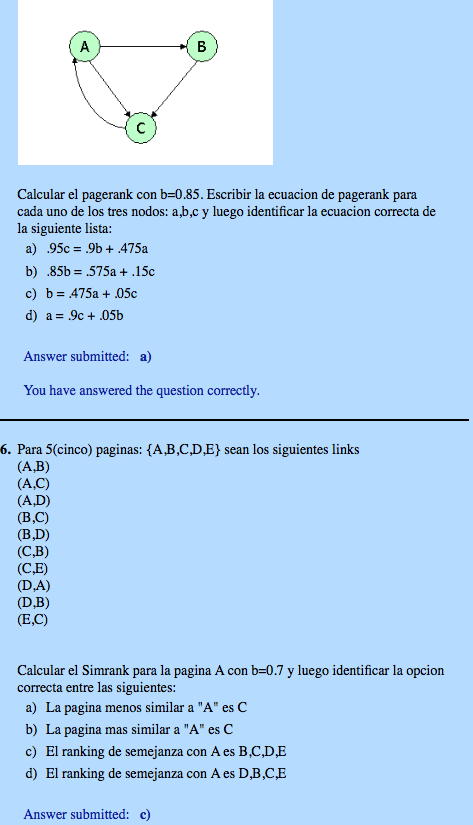 A
B
C
Calcular el pagerank con b=0.85. Escribir la ecuacion de pagerank para
cada uno de los tres nodos: a,b,c y luego identificar la ecuacion correcta de
la siguiente lista:
a) .95c = .9b + .475a
b) .85b = .575a + .15c
c) b = .475a + .05c
d) a = .9c + .05b
Answer submitted: a)
You have answered the question correctly.
6. Para 5(cinco) paginas: {A,B,C,D,E} sean los siguientes links
(A,B)
(A,C)
(A,D)
(B,C)
(B,D)
(C,B)
(C,E)
(D,A)
(D,B)
(E,C)
Calcular el Simrank para la pagina A con b=0.7 y luego identificar la opcion
correcta entre las siguientes:
a) La pagina menos similar a "A" es C
b) La pagina mas similar a "A" es C
c) El ranking de semejanza con A es B,C,D,E
d) El ranking de semejanza con A es D,B,C,E
Answer submitted: c)